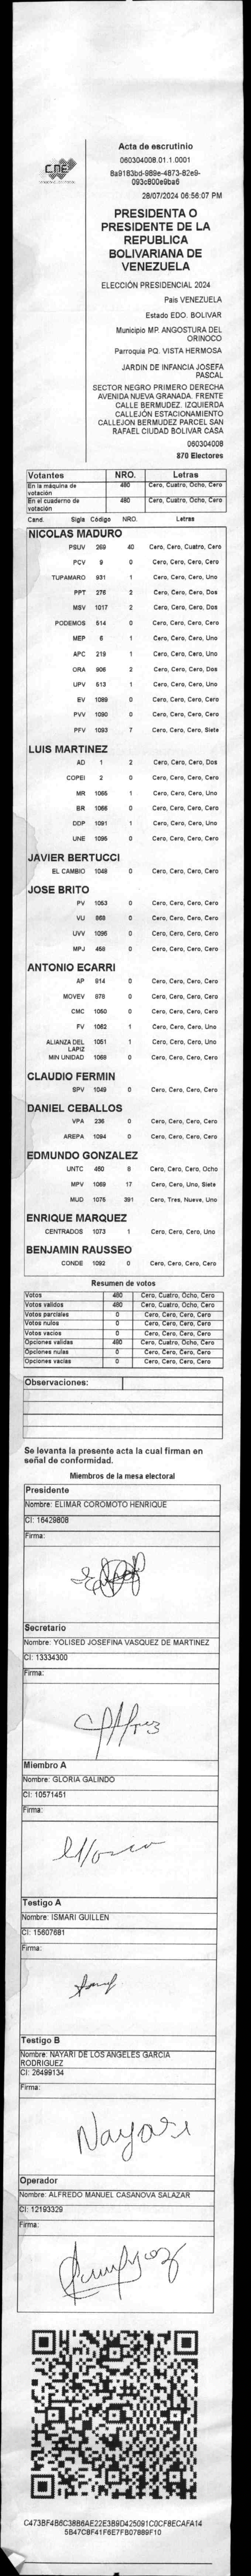 CNE
Acta de escrutinio
060304008.01.1.0001
8a9183bd-989e-4673-82e9-
093c800e9ba6
28/07/2024 06:56:07 PM
PRESIDENTA O
PRESIDENTE DE LA
REPUBLICA
BOLIVARIANA DE
VENEZUELA
ELECCIÓN PRESIDENCIAL 2024
Pais VENEZUELA
Estado EDO. BOLIVAR
Municipio MP. ANGOSTURA DEL
ORINOCO
Parroquia PQ. VISTA HERMOSA
JARDIN DE INFANCIA JOSEFA
PASCAL
SECTOR NEGRO PRIMERO DERECHA
AVENIDA NUEVA GRANADA. FRENTE
CALLE BERMUDEZ. IZQUIERDA
CALLEJÓN ESTACIONAMIENTO
CALLEJON BERMUDEZ PARCEL SAN
RAFAEL CIUDAD BOLIVAR CASA
060304008
870 Electores
Votantes NRO. Letras
En la máquina de votación 480 Cero, Cuatro, Ocho, Cero
En el cuaderno de votación 480 Cero, Cuatro, Ocho, Cero
Cand. Sigla Código NRO. Letras
NICOLAS MADURO
PSUV 269 40 Cero, Cero, Cuatro, Cero
PCV 9 0 Cero, Cero, Cero, Cero
TUPAMARO 931 1 Cero, Cero, Cero, Uno
PPT 276 2 Cero, Cero, Cero, Dos
MSV 1017 2 Cero, Cero, Cero, Dos
PODEMOS 514 0 Cero, Cero, Cero, Cero
MEP 6 1 Cero, Cero, Cero, Uno
APC 219 1 Cero, Cero, Cero, Uno
ORA 906 2 Cero, Cero, Cero, Dos
UPV 513 1 Cero, Cero, Cero, Uno
EV 1089 0 Cero, Cero, Cero, Cero
PVV 1090 0 Cero, Cero, Cero, Cero
PFV 1093 7 Cero, Cero, Cero, Siete
LUIS MARTINEZ
AD 1 2 Cero, Cero, Cero, Dos
COPEI 2 0 Cero, Cero, Cero, Cero
MR 1065 1 Cero, Cero, Cero, Uno
BR 1066 0 Cero, Cero, Cero, Cero
DDP 1091 1 Cero, Cero, Cero, Uno
UNE 1095 0 Cero, Cero, Cero, Cero
JAVIER BERTUCCI
EL CAMBIO 1048 0 Cero, Cero, Cero, Cero
JOSE BRITO
PV 1053 0 Cero, Cero, Cero, Cero
VU 868 0 Cero, Cero, Cero, Cero
UVV 1096 0 Cero, Cero, Cero, Cero
MPJ 458 0 Cero, Cero, Cero, Cero
ANTONIO ECARRI
AP 814 0 Cero, Cero, Cero, Cero
MOVEV 878 0 Cero, Cero, Cero, Cero
CMC 1050 0 Cero, Cero, Cero, Cero
FV 1062 1 Cero, Cero, Cero, Uno
ALIANZA DEL LAPIZ 1051 1 Cero, Cero, Cero, Uno
MIN UNIDAD 1068 0 Cero, Cero, Cero, Cero
CLAUDIO FERMIN
SPV 1049 0 Cero, Cero, Cero, Cero
DANIEL CEBALLOS
VPA 236 0 Cero, Cero, Cero, Cero
AREPA 1094 0 Cero, Cero, Cero, Cero
EDMUNDO GONZALEZ
UNTC 460 8 Cero, Cero, Cero, Ocho
MPV 1069 17 Cero, Cero, Uno, Siete
MUD 1075 391 Cero, Tres, Nueve, Uno
ENRIQUE MARQUEZ
CENTRADOS 1073 1 Cero, Cero, Cero, Uno
BENJAMIN RAUSSEO
CONDE 1092 0 Cero, Cero, Cero, Cero
Resumen de votos
Votos 480 Cero, Cuatro, Ocho, Cero
Votos validos 480 Cero, Cuatro, Ocho, Cero
Votos parciales 0 Cero, Cero, Cero, Cero
Votos nulos 0 Cero, Cero, Cero, Cero
Votos vacios 0 Cero, Cero, Cero, Cero
Opciones validas 480 Cero, Cuatro, Ocho, Cero
Opciones nulas 0 Cero, Cero, Cero, Cero
Opciones vacias 0 Cero, Cero, Cero, Cero
Observaciones:
Se levanta la presente acta la cual firman en
señal de conformidad.
Miembros de la mesa electoral
Presidente
Nombre: ELIMAR COROMOTO HENRIQUE
CI: 16429808
Firma:
Secretario
Nombre: YOLISED JOSEFINA VASQUEZ DE MARTINEZ
CI: 13334300
Firma:
Miembro A
Nombre: GLORIA GALINDO
CI: 10571451
Firma:
Testigo A
Nombre: ISMARI GUILLEN
CI: 15607681
Firma:
Testigo B
Nombre: NAYARI DE LOS ANGELES GARCIA
RODRIGUEZ
CI: 26499134
Firma:
Nayari
Operador
Nombre: ALFREDO MANUEL CASANOVA SALAZAR
CI: 12193329
Firma:
C473BF4B6C38B6AE22E3B9D425091C0CF8ECAFA14
5B47C8F41F6E7FB07889F10